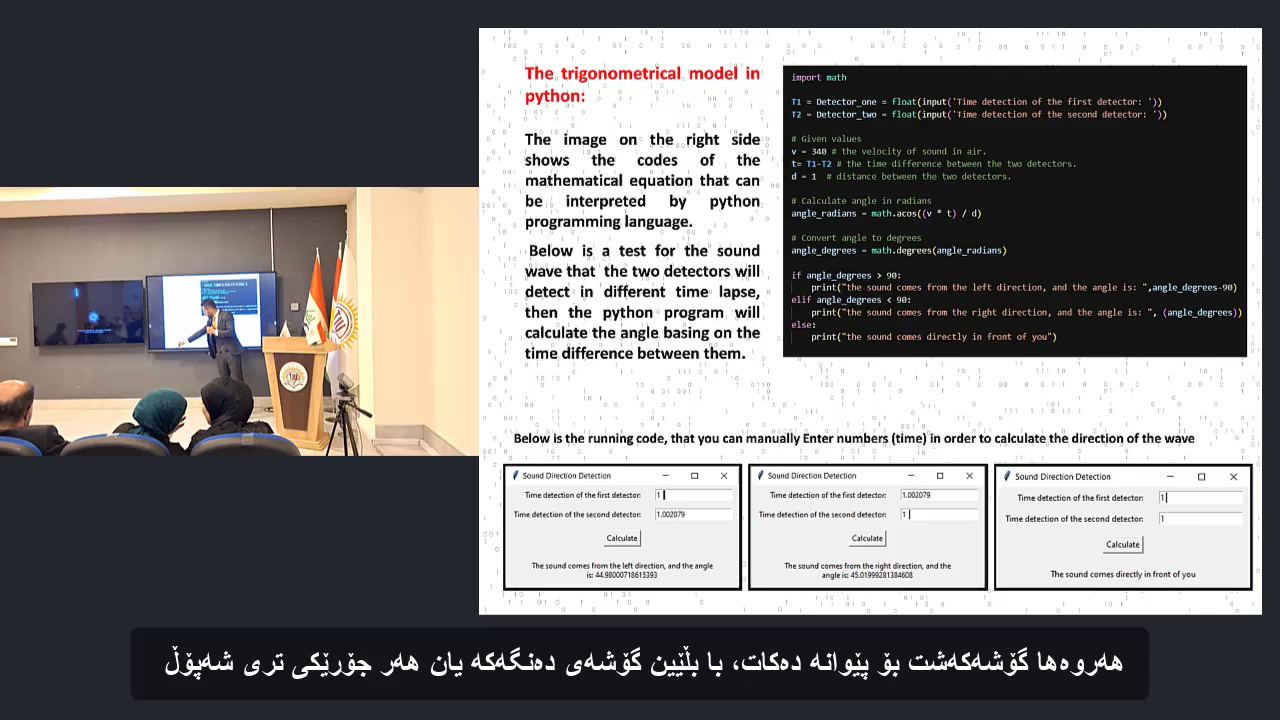 The trigonometrical model in
python:
The image on the right side
shows the codes of the
mathematical equation that can
be interpreted by python
programming language.
Below is a test for the sound
wave that the two detectors will
detect in different time lapse,
then the python program will
calculate the angle basing on the
time difference between them.
import math
T1 = Detector_one = float(input('Time detection of the first detector: '))
T2 = Detector_two = float(input('Time detection of the second detector: '))
# Given values
v = 340 # the velocity of sound in air.
t= T1-T2 # the time difference between the two detectors.
d = 1  # distance between the two detectors.
# Calculate angle in radians
angle_radians = math.acos((v * t) / d)
# Convert angle to degrees
angle_degrees = math.degrees(angle_radians)
if angle_degrees > 90:
print("the sound comes from the left direction, and the angle is: ",angle_degrees-90)
elif angle_degrees < 90:
print("the sound comes from the right direction, and the angle is: ", (angle_degrees))
else:
print("the sound comes directly in front of you")
Below is the running code, that you can manually Enter numbers (time) in order to calculate the direction of the wave
Sound Direction Detection
Time detection of the first detector: 1
Time detection of the second detector: 1.002079
Calculate
The sound comes from the left direction, and the angle
is: 44.98000718615393
Sound Direction Detection
Time detection of the first detector: 1.002079
Time detection of the second detector: 1
Calculate
The sound comes from the right direction, and the
angle is: 45.01999281384608
Sound Direction Detection
Time detection of the first detector: 1
Time detection of the second detector: 1
Calculate
The sound comes directly in front of you
هەروەها گۆشەکەشت بۆ پێوانە دەکات، با بڵێین گۆشەی دەنگەکە یان هەر جۆرێکی تری شەپۆڵ